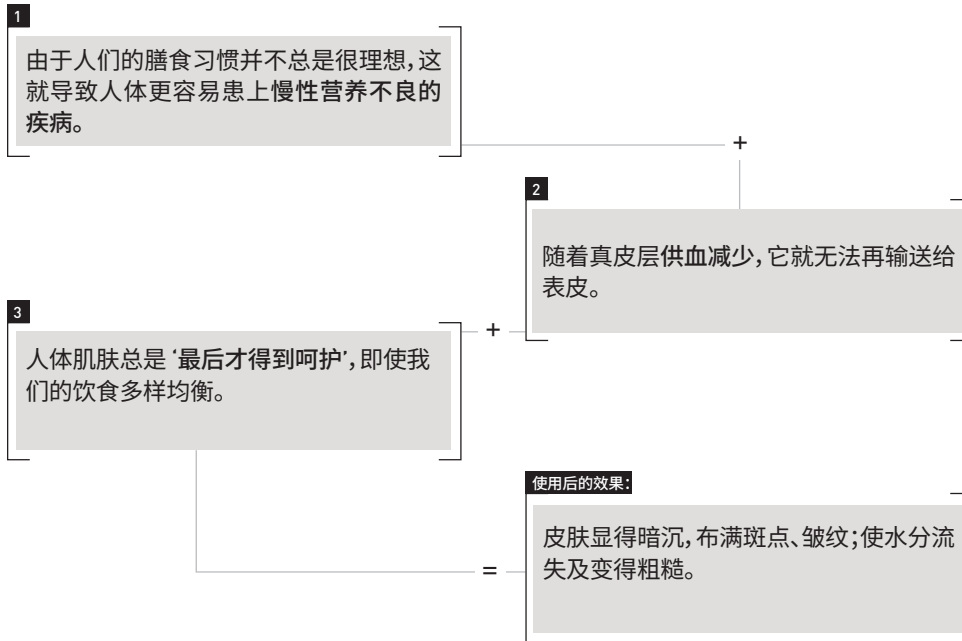 1
由于人们的膳食习惯并不总是很理想，这
就导致人体更容易患上慢性营养不良的
疾病。
+
2
随着真皮层供血减少，它就无法再输送给
表皮。
+
3
人体肌肤总是 ‘最后才得到呵护’，即使我
们的饮食多样均衡。
=
使用后的效果：
皮肤显得暗沉，布满斑点、皱纹；使水分流
失及变得粗糙。